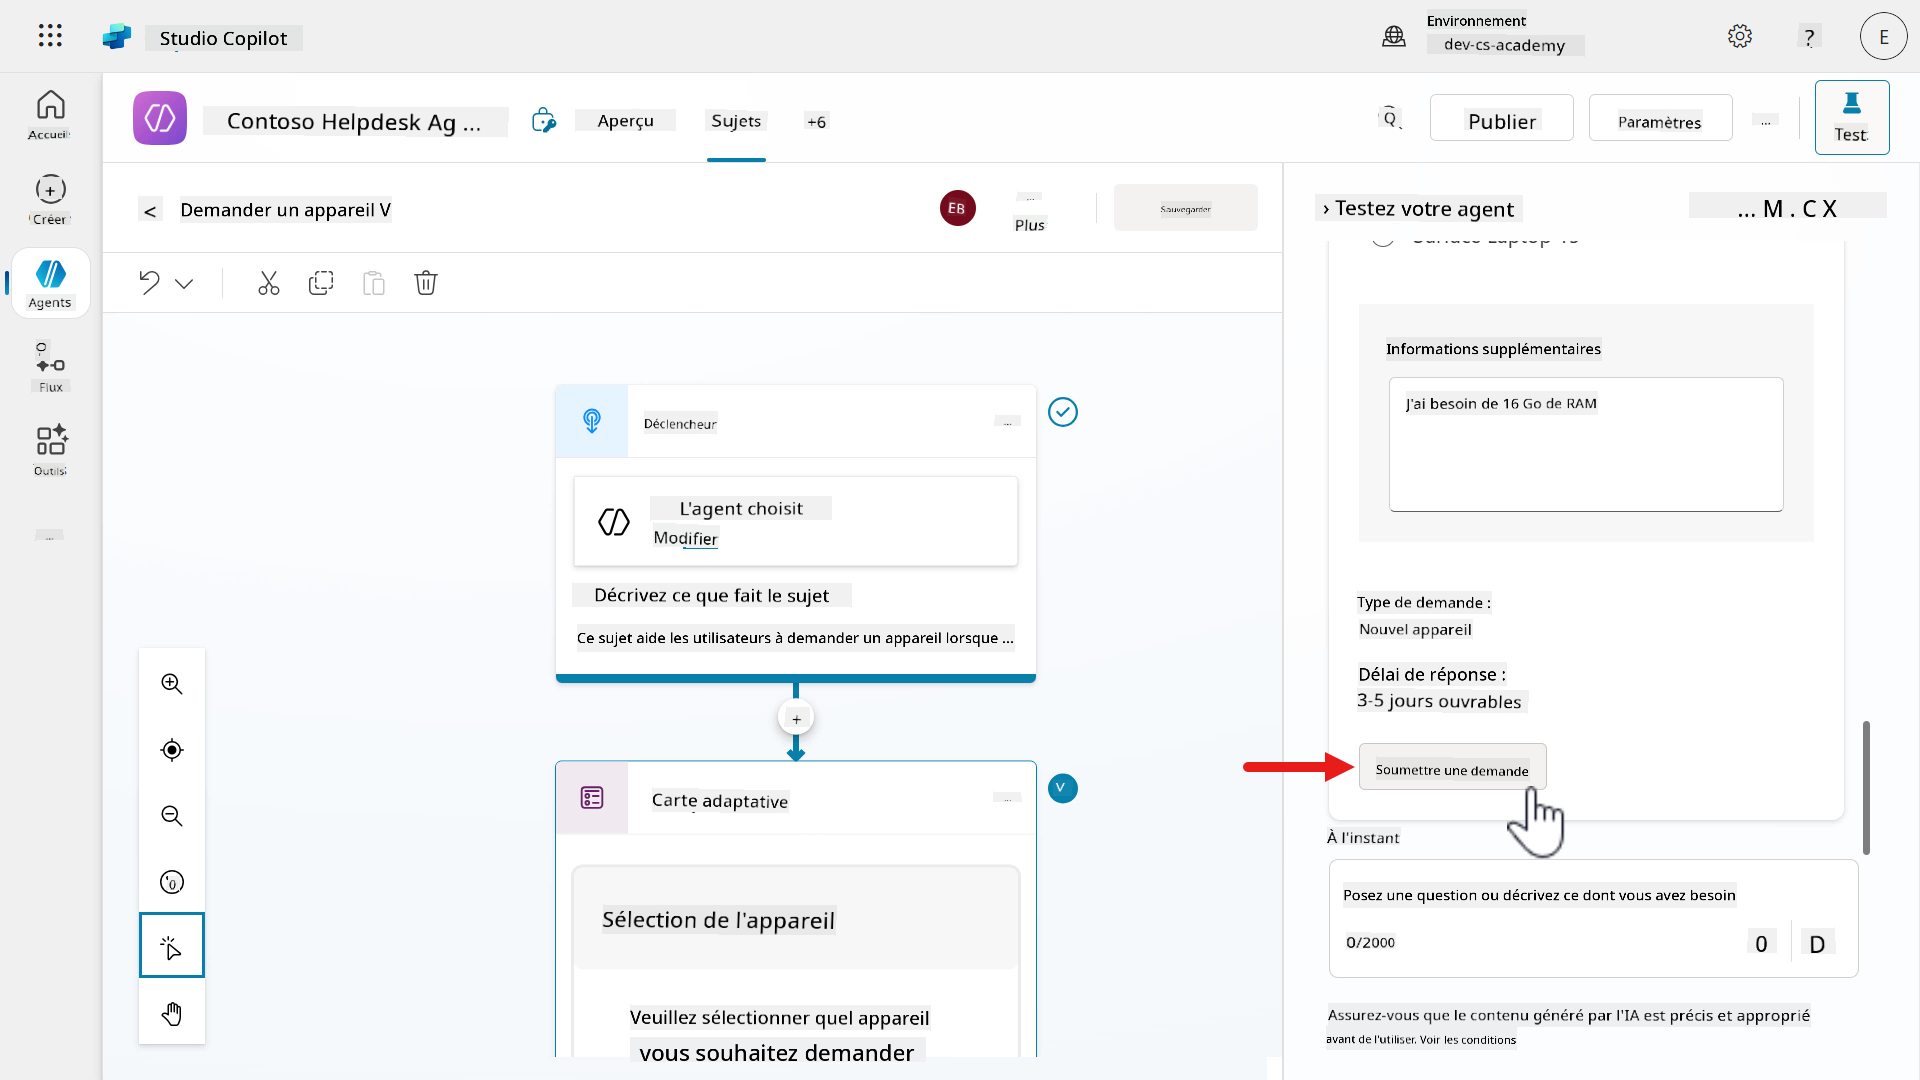 Studio Copilot
Environnement
dev-cs-academy
?
E
Accueil
Créer
Agents
Flux
Outils
Contoso Helpdesk Ag ...
Aperçu
Sujets
+6
Publier
Paramètres
...
Test
<
Demander un appareil V
EB
...
Plus
Sauvegarder
Déclencheur
...
L'agent choisit
Modifier
Décrivez ce que fait le sujet
Ce sujet aide les utilisateurs à demander un appareil lorsque ...
+
Carte adaptative
...
V
Sélection de l'appareil
Veuillez sélectionner quel appareil
vous souhaitez demander
› Testez votre agent
... M . C X
Informations supplémentaires
J'ai besoin de 16 Go de RAM
Type de demande :
Nouvel appareil
Délai de réponse :
3-5 jours ouvrables
Soumettre une demande
À l'instant
Posez une question ou décrivez ce dont vous avez besoin
0/2000
0
D
Assurez-vous que le contenu généré par l'IA est précis et approprié
avant de l'utiliser. Voir les conditions